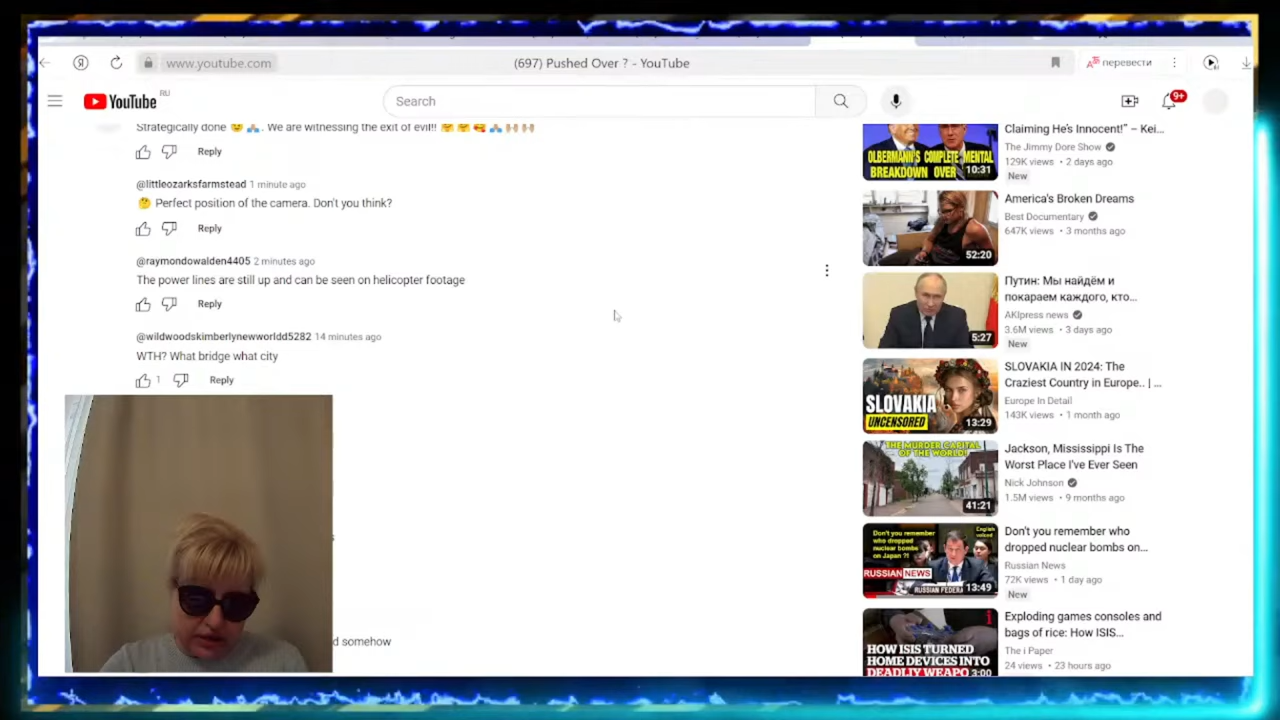 www.youtube.com
(697) Pushed Over ? - YouTube
перевести
YouTube
RU
Search
9+
Strategically done 😉 🙏🏼. We are witnessing the exit of evil!!
Reply
@littleozarksfarmstead 1 minute ago
🤔 Perfect position of the camera. Don't you think?
Reply
@raymondowalden4405 2 minutes ago
The power lines are still up and can be seen on helicopter footage
Reply
@wildwoodskimberlynewworldd5282 14 minutes ago
WTH? What bridge what city
1
Reply
d somehow
OLBERMANN'S COMPLETE MENTAL
BREAKDOWN OVER
10:31
Claiming He's Innocent!" – Kei...
The Jimmy Dore Show
129K views • 2 days ago
New
52:20
America's Broken Dreams
Best Documentary
647K views • 3 months ago
5:27
Путин: Мы найдём и
покараем каждого, кто...
AKIpress news
3.6M views • 3 days ago
New
SLOVAKIA
UNCENSORED
13:29
SLOVAKIA IN 2024: The
Craziest Country in Europe.. | ...
Europe In Detail
143K views • 1 month ago
THE MURDER CAPITAL
OF THE WORLD!
41:21
Jackson, Mississippi Is The
Worst Place I've Ever Seen
Nick Johnson
1.5M views • 9 months ago
Don't you remember
who dropped
nuclear bombs
on Japan ?!
English
voiced
RUSSIAN NEWS
RUSSIAN FEDERA
13:49
Don't you remember who
dropped nuclear bombs on...
Russian News
72K views • 1 day ago
New
HOW ISIS TURNED
HOME DEVICES INTO
DEADLY WEAPO
3:00
Exploding games consoles and
bags of rice: How ISIS...
The i Paper
24 views • 23 hours ago